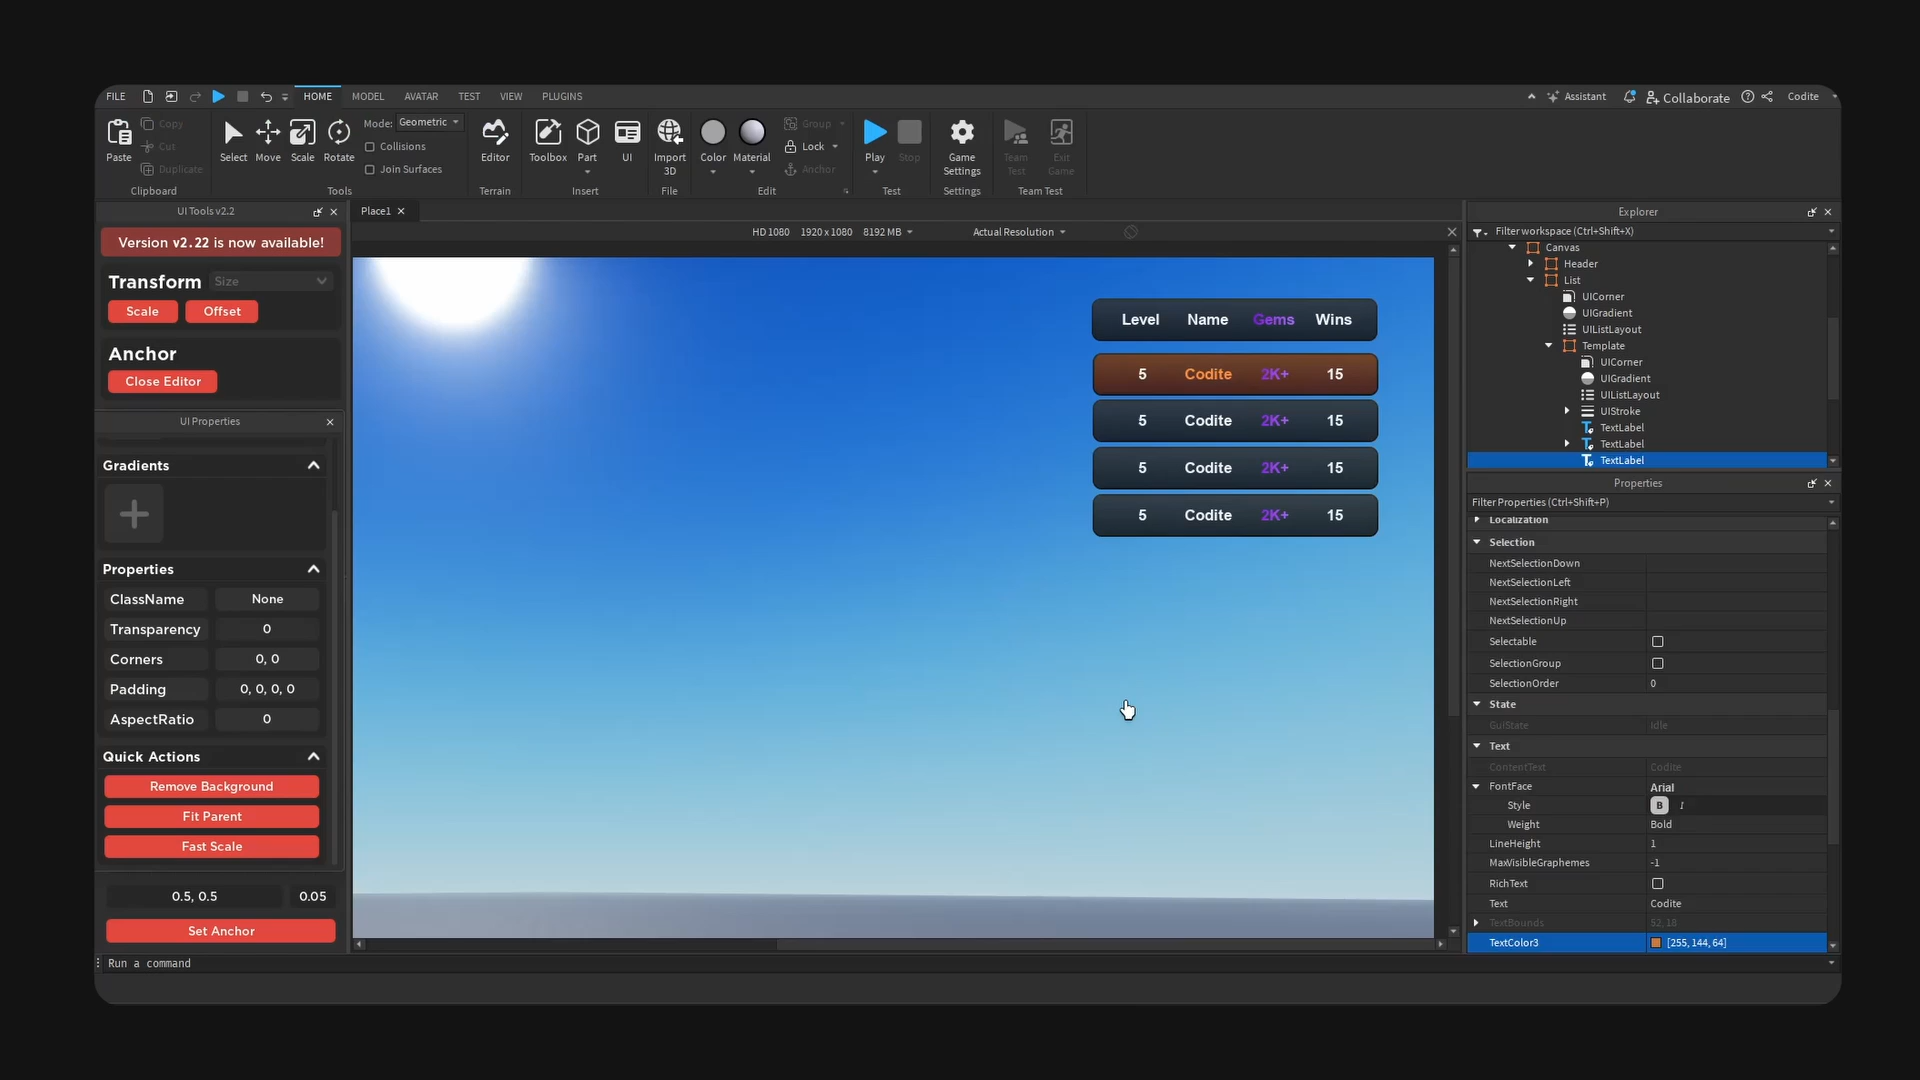 FILE HOME MODEL AVATAR TEST VIEW PLUGINS Assistant Collaborate Codite
Paste Copy Cut Duplicate Clipboard
Select Move Scale Rotate Mode: Geometric Collisions Join Surfaces Tools
Editor Terrain
Toolbox Part UI Insert
Import 3D File
Color Material Group Lock Anchor Edit
Play Stop Test
Game Settings Settings
Team Test Exit Game Team Test
UI Tools v2.2
Version v2.22 is now available!
Transform Size
Scale Offset
Anchor
Close Editor
UI Properties
Gradients
Properties
ClassName None
Transparency 0
Corners 0, 0
Padding 0, 0, 0, 0
AspectRatio 0
Quick Actions
Remove Background
Fit Parent
Fast Scale
0.5, 0.5 0.05
Set Anchor
Run a command
Place1
HD 1080 1920 x 1080 8192 MB Actual Resolution
Level Name Gems Wins
5 Codite 2K+ 15
5 Codite 2K+ 15
5 Codite 2K+ 15
5 Codite 2K+ 15
Explorer
Filter workspace (Ctrl+Shift+X)
Canvas
Header
List
UICorner
UIGradient
UIListLayout
Template
UICorner
UIGradient
UIListLayout
UIStroke
TextLabel
TextLabel
TextLabel
Properties
Filter Properties (Ctrl+Shift+P)
Localization
Selection
NextSelectionDown
NextSelectionLeft
NextSelectionRight
NextSelectionUp
Selectable
SelectionGroup
SelectionOrder 0
State
GuiState Idle
Text
ContentText Codite
FontFace Arial
Style B I
Weight Bold
LineHeight 1
MaxVisibleGraphemes -1
RichText
Text Codite
TextBounds 52, 18
TextColor3 [255, 144, 64]